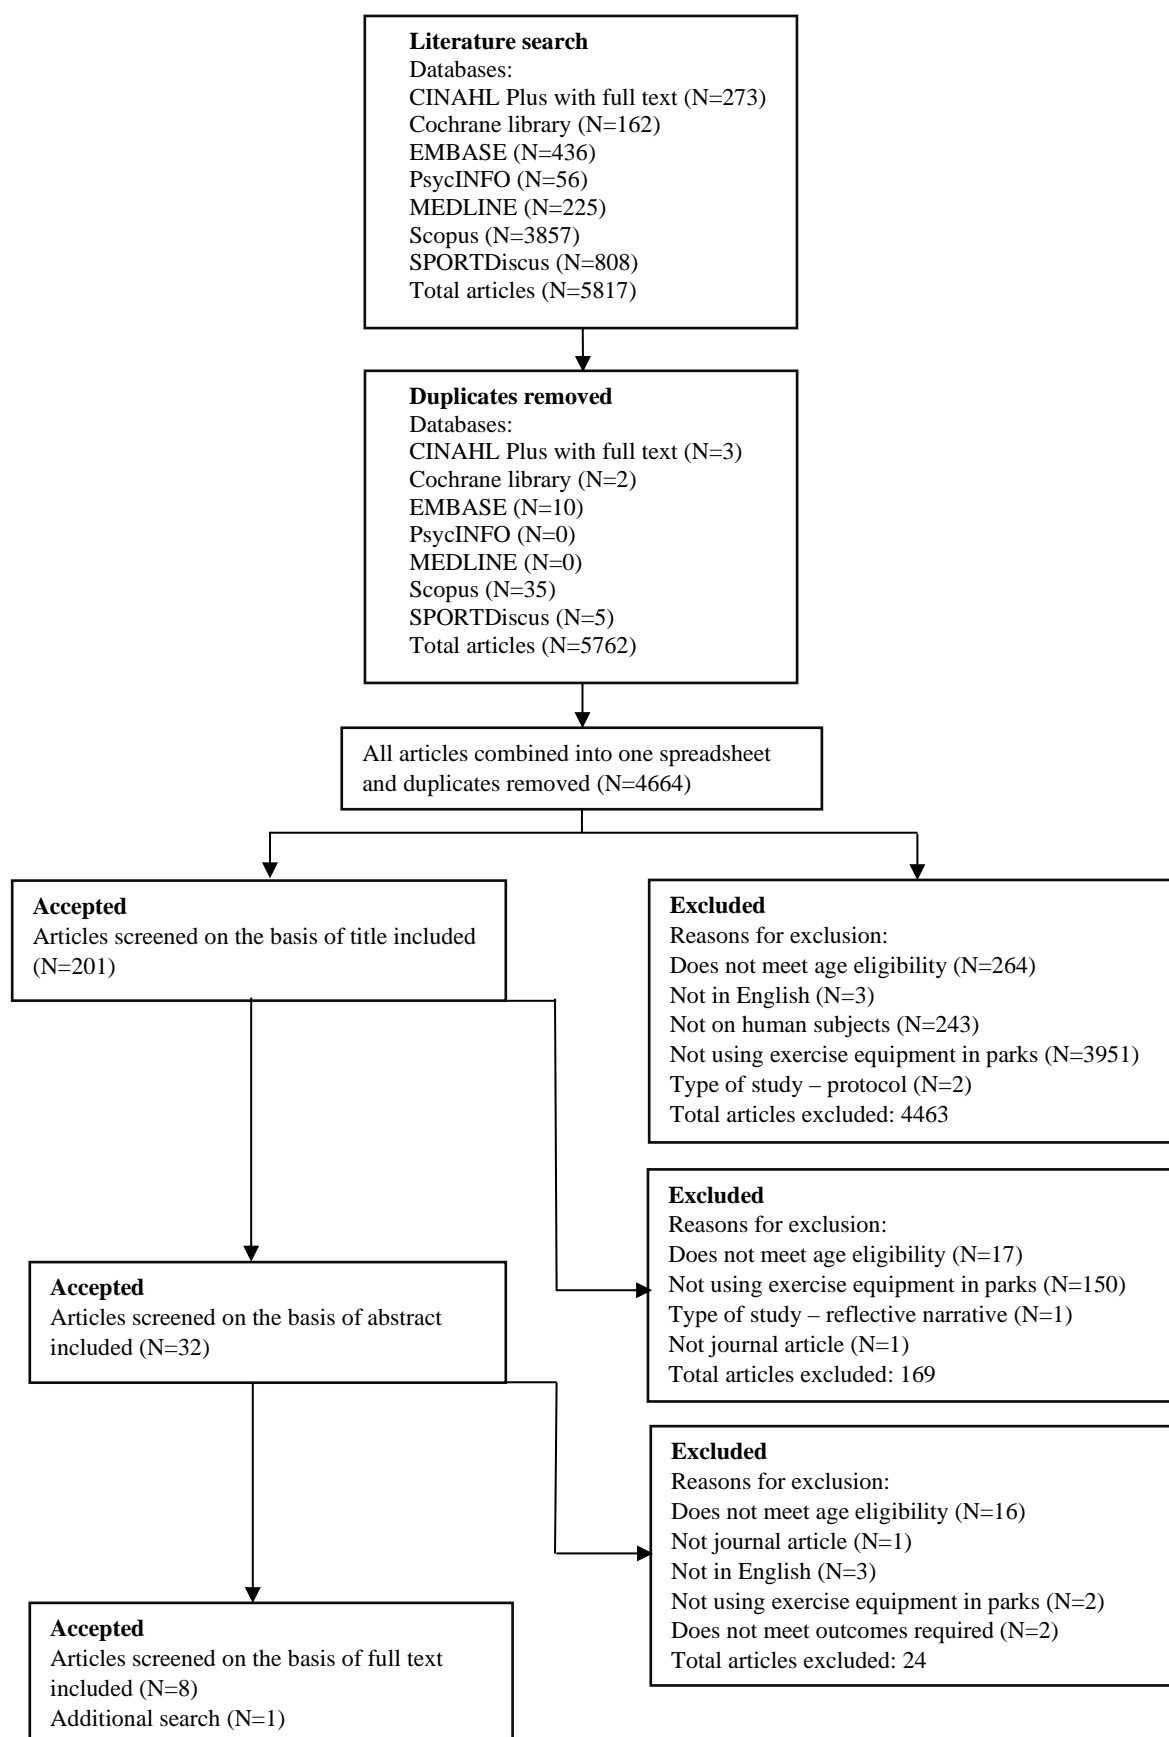 Literature search
Databases:
CINAHL Plus with full text (N=273)
Cochrane library (N=162)
EMBASE (N=436)
PsycINFO (N=56)
MEDLINE (N=225)
Scopus (N=3857)
SPORTDiscus (N=808)
Total articles (N=5817)
Duplicates removed
Databases:
CINAHL Plus with full text (N=3)
Cochrane library (N=2)
EMBASE (N=10)
PsycINFO (N=0)
MEDLINE (N=0)
Scopus (N=35)
SPORTDiscus (N=5)
Total articles (N=5762)
All articles combined into one spreadsheet
and duplicates removed (N=4664)
Accepted
Articles screened on the basis of title included
(N=201)
Excluded
Reasons for exclusion:
Does not meet age eligibility (N=264)
Not in English (N=3)
Not on human subjects (N=243)
Not using exercise equipment in parks (N=3951)
Type of study – protocol (N=2)
Total articles excluded: 4463
Excluded
Reasons for exclusion:
Does not meet age eligibility (N=17)
Not using exercise equipment in parks (N=150)
Type of study – reflective narrative (N=1)
Not journal article (N=1)
Total articles excluded: 169
Accepted
Articles screened on the basis of abstract
included (N=32)
Excluded
Reasons for exclusion:
Does not meet age eligibility (N=16)
Not journal article (N=1)
Not in English (N=3)
Not using exercise equipment in parks (N=2)
Does not meet outcomes required (N=2)
Total articles excluded: 24
Accepted
Articles screened on the basis of full text
included (N=8)
Additional search (N=1)